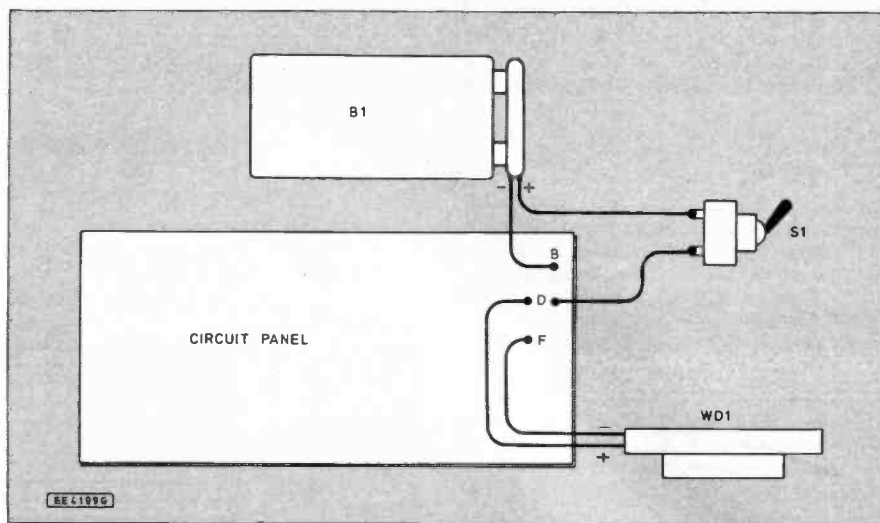 B1
- +
S1
B
D
CIRCUIT PANEL
F
WD1
-
+
EE4199G